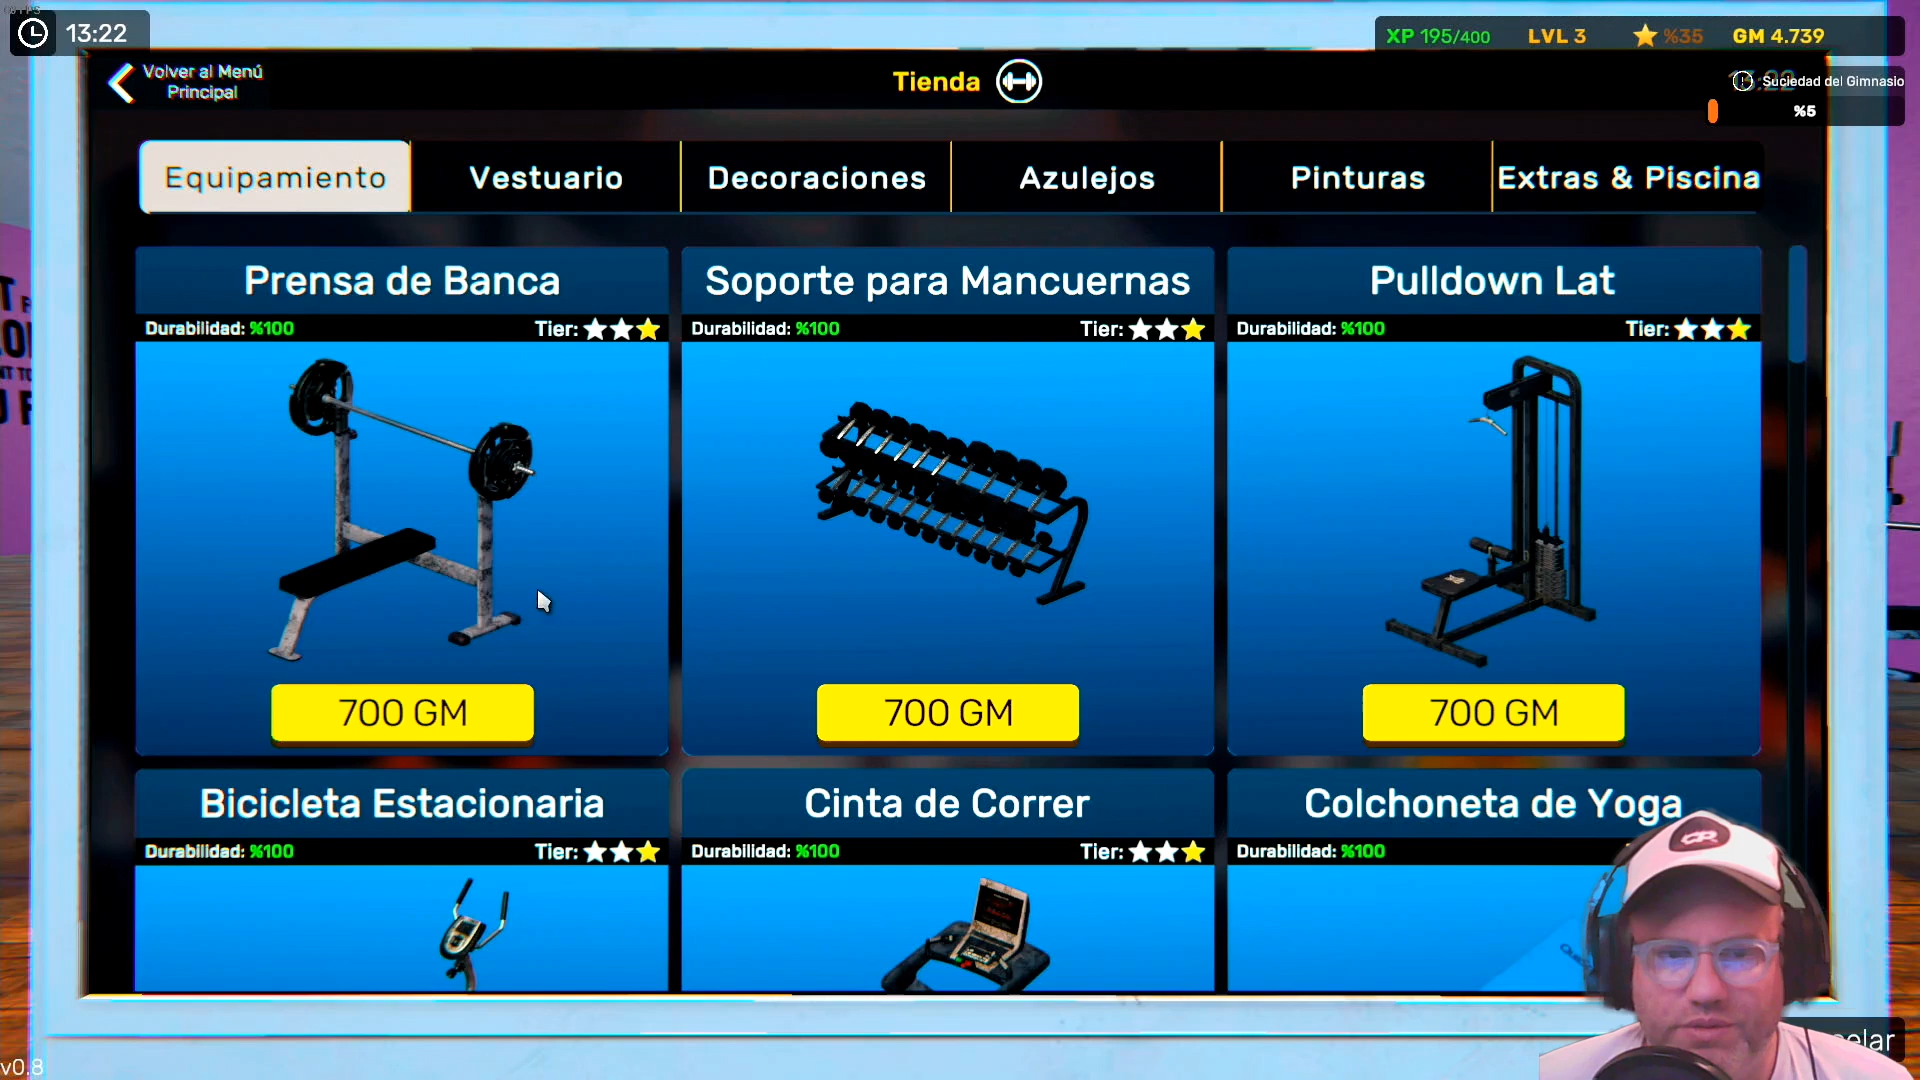 13:22
XP 195/400 LVL 3 %35 GM 4.739
Volver al Menú
Principal
Tienda
Suciedad del Gimnasio
%5
Equipamiento Vestuario Decoraciones Azulejos Pinturas Extras & Piscina
Prensa de Banca Soporte para Mancuernas Pulldown Lat
Durabilidad: %100 Tier: Durabilidad: %100 Tier: Durabilidad: %100 Tier:
700 GM 700 GM 700 GM
Bicicleta Estacionaria Cinta de Correr Colchoneta de Yoga
Durabilidad: %100 Tier: Durabilidad: %100 Tier: Durabilidad: %100
v0.8